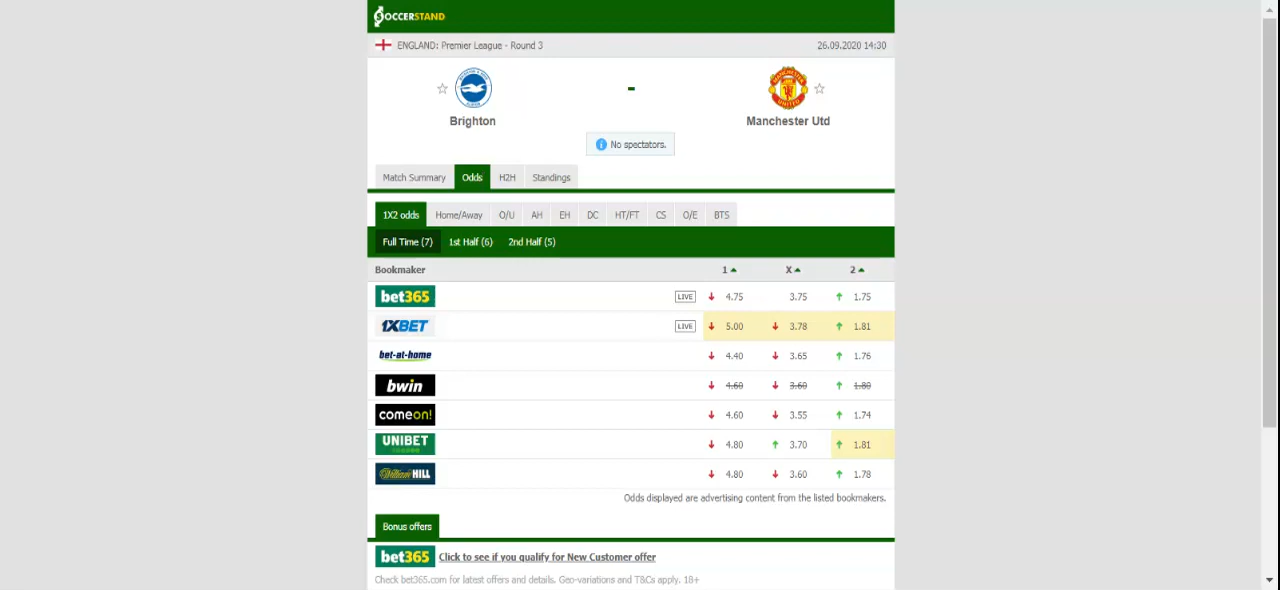 SOCCERSTAND
ENGLAND: Premier League - Round 3 26.09.2020 14:30
-
Brighton Manchester Utd
No spectators.
Match Summary Odds H2H Standings
1X2 odds Home/Away O/U AH EH DC HT/FT CS O/E BTS
Full Time (7) 1st Half (6) 2nd Half (5)
Bookmaker 1 X 2
bet365 LIVE 4.75 3.75 1.75
1XBET LIVE 5.00 3.78 1.81
bet-at-home 4.40 3.65 1.76
bwin 4.60 3.60 1.80
comeon! 4.60 3.55 1.74
UNIBET 4.80 3.70 1.81
William HILL 4.80 3.60 1.78
Odds displayed are advertising content from the listed bookmakers.
Bonus offers
bet365 Click to see if you qualify for New Customer offer
Check bet365.com for latest offers and details. Geo-variations and T&Cs apply. 18+